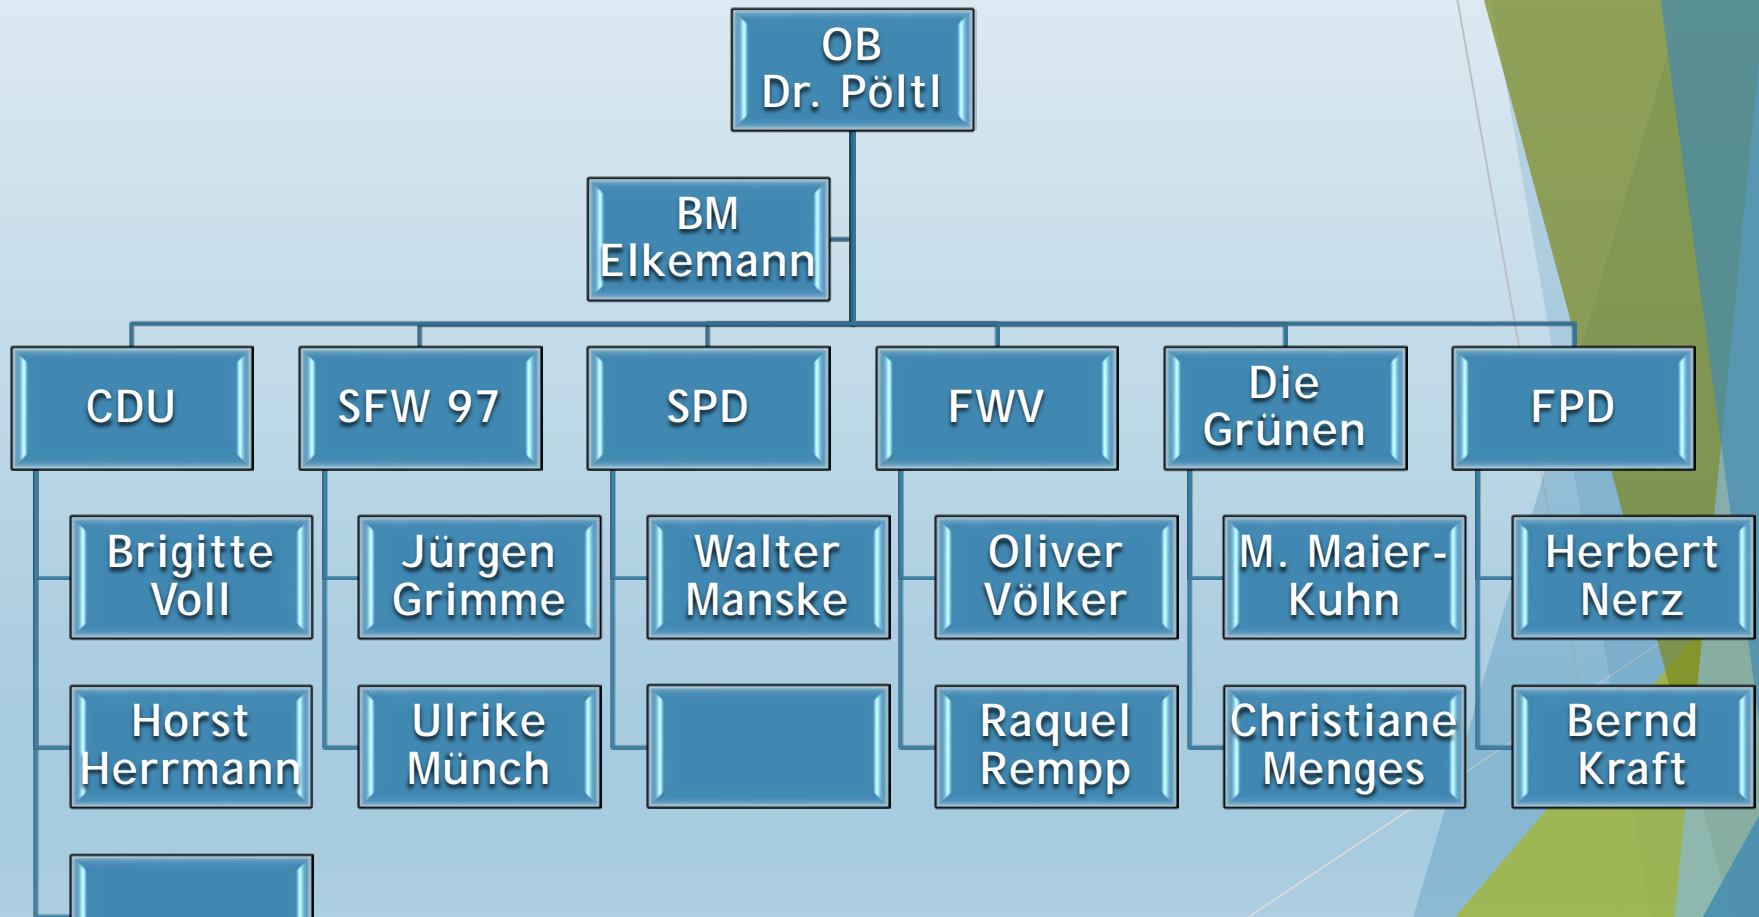 OB
Dr. Pöltl
BM
Elkemann
CDU
SFW 97
SPD
FWV
Die
Grünen
FPD
Brigitte
Voll
Jürgen
Grimme
Walter
Manske
Oliver
Völker
M. Maier-
Kuhn
Herbert
Nerz
Horst
Herrmann
Ulrike
Münch
Raquel
Rempp
Christiane
Menges
Bernd
Kraft